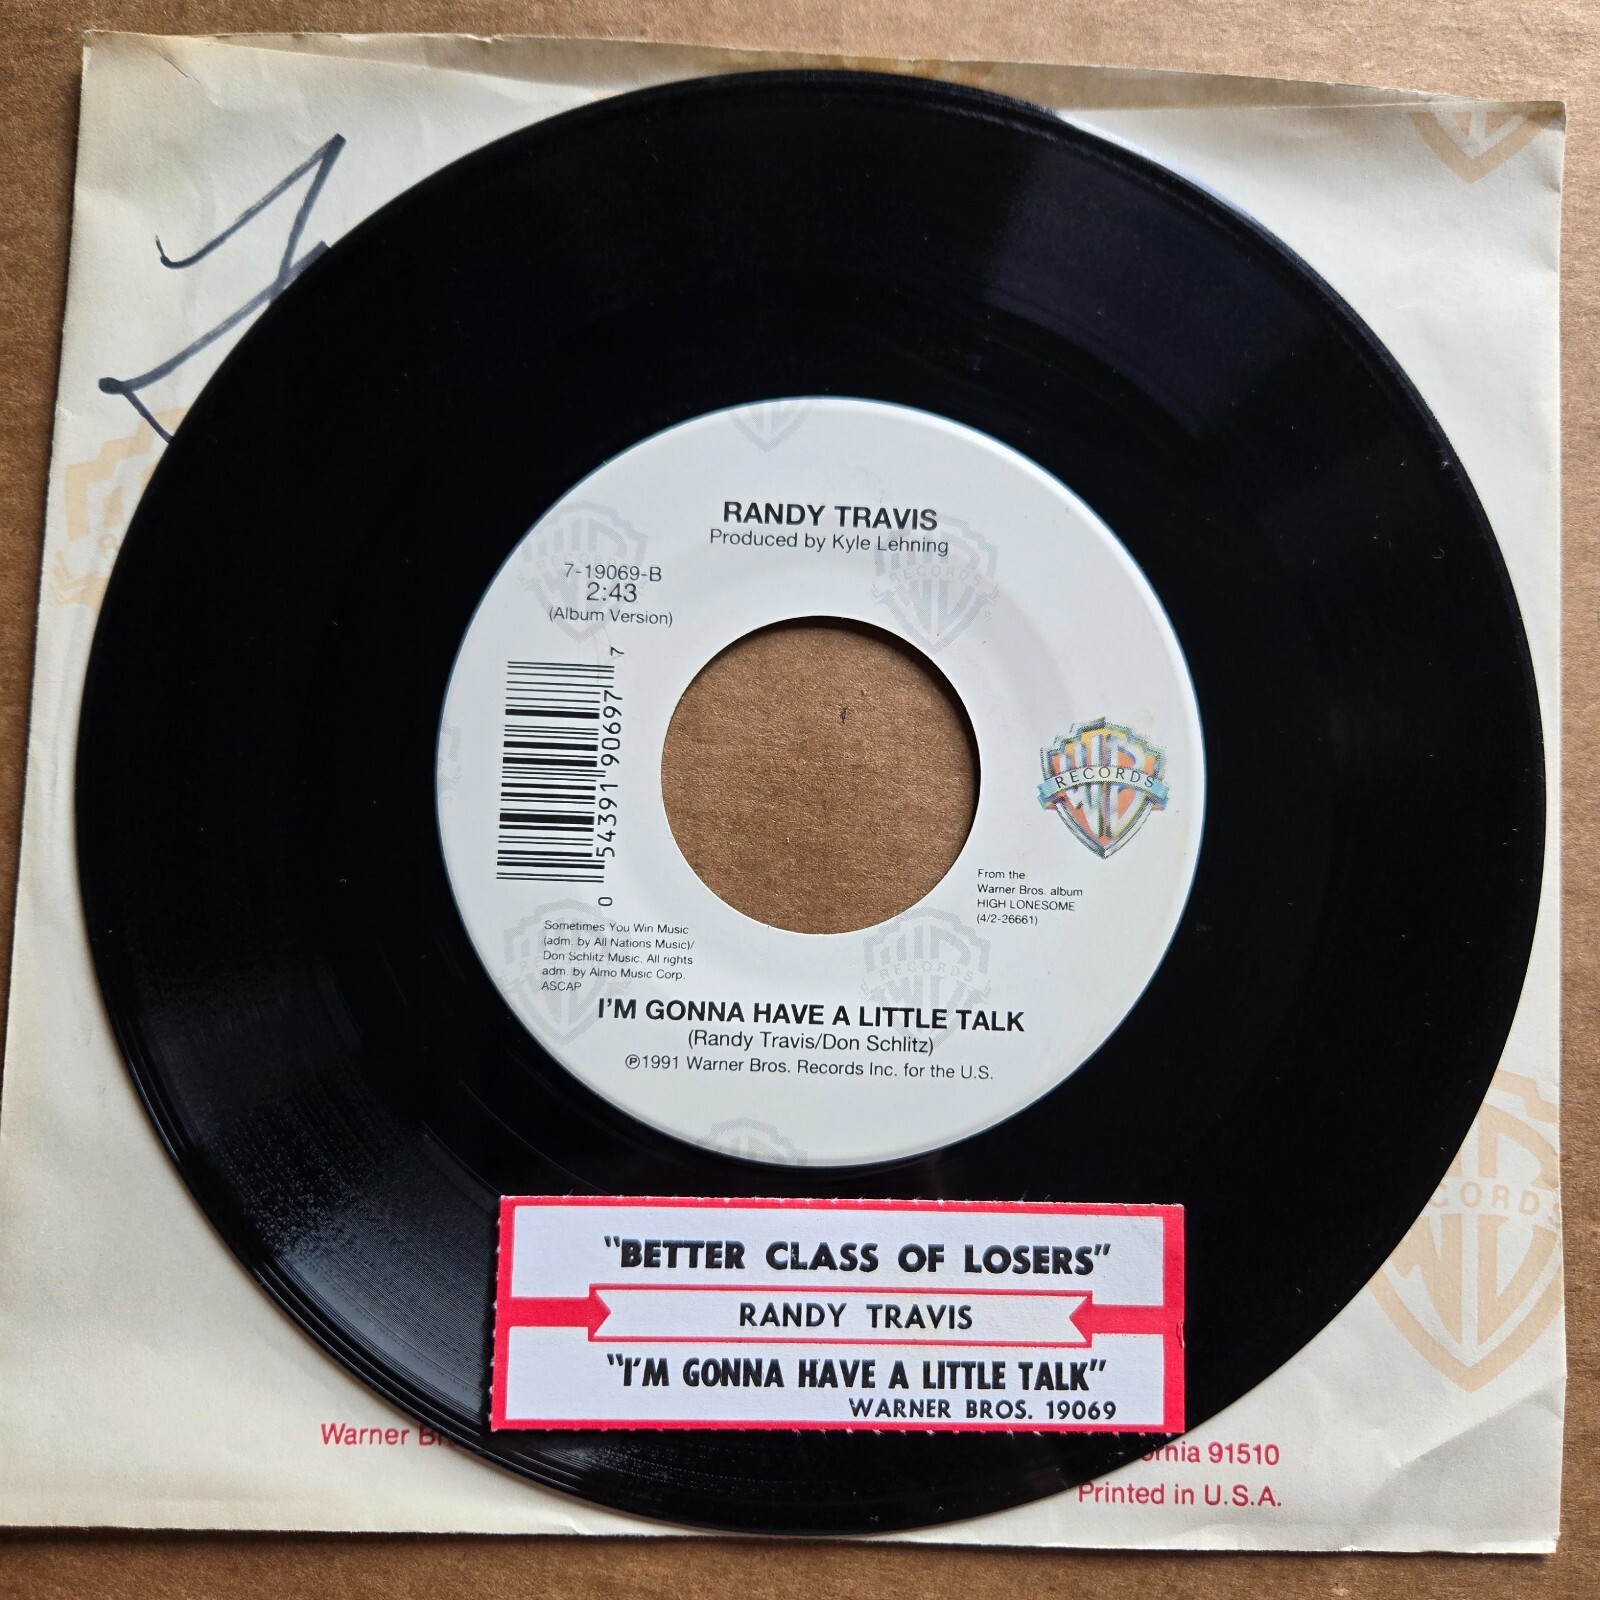 RANDY TRAVIS
Produced by Kyle Lehning
7-19069-B
2:43
(Album Version)
0 54391 90697 7
RECORDS
From the
Warner Bros. album
HIGH LONESOME
(4/2-26661)
Sometimes You Win Music
(adm. by All Nations Music)/
Don Schlitz Music. All rights
adm. by Almo Music Corp.
ASCAP
I'M GONNA HAVE A LITTLE TALK
(Randy Travis/Don Schlitz)
℗1991 Warner Bros. Records Inc. for the U.S.
"BETTER CLASS OF LOSERS"
RANDY TRAVIS
"I'M GONNA HAVE A LITTLE TALK"
WARNER BROS. 19069
Warner
91510
Printed in U.S.A.